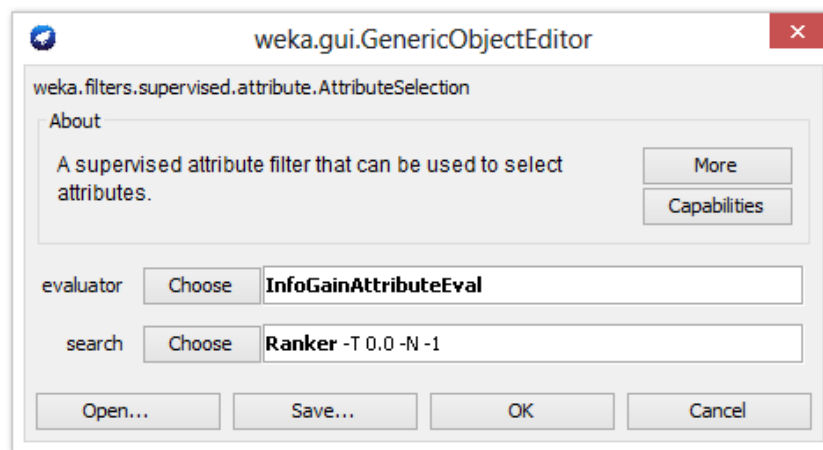 weka.gui.GenericObjectEditor
weka.filters.supervised.attribute.AttributeSelection
About
A supervised attribute filter that can be used to select
attributes.
More
Capabilities
evaluator Choose InfoGainAttributeEval
search Choose Ranker -T 0.0 -N -1
Open... Save... OK Cancel